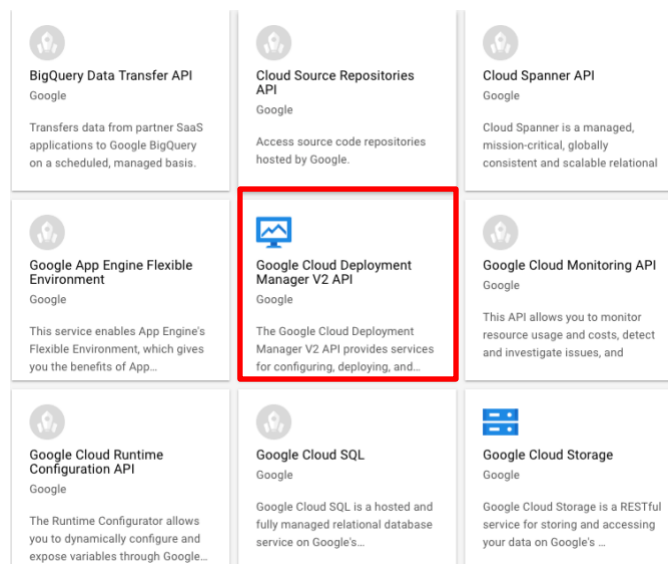 BigQuery Data Transfer API
Google
Transfers data from partner SaaS
applications to Google BigQuery
on a scheduled, managed basis.
Cloud Source Repositories
API
Google
Access source code repositories
hosted by Google.
Cloud Spanner API
Google
Cloud Spanner is a managed,
mission-critical, globally
consistent and scalable relational
Google App Engine Flexible
Environment
Google
This service enables App Engine's
Flexible Environment, which gives
you the benefits of App...
Google Cloud Deployment
Manager V2 API
Google
The Google Cloud Deployment
Manager V2 API provides services
for configuring, deploying, and...
Google Cloud Monitoring API
Google
This API allows you to monitor
resource usage and costs, detect
and investigate issues, and
Google Cloud Runtime
Configuration API
Google
The Runtime Configurator allows
you to dynamically configure and
expose variables through Google...
Google Cloud SQL
Google
Google Cloud SQL is a hosted and
fully managed relational database
service on Google's...
Google Cloud Storage
Google
Google Cloud Storage is a RESTful
service for storing and accessing
your data on Google's ...